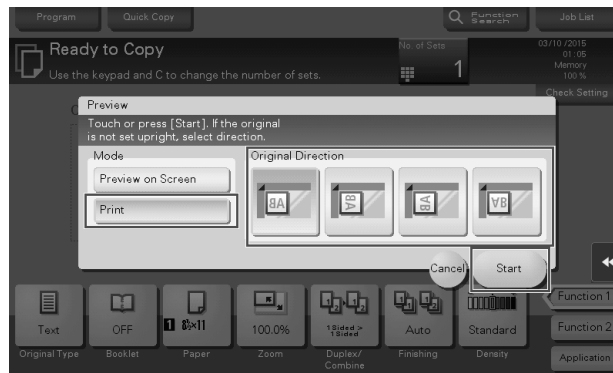 Program
Quick Copy
Function
Search
Job List
Ready to Copy
Use the keypad and C to change the number of sets.
No. of Sets
1
03/10/2015
01:05
Memory
100 %
Check Setting
Preview
Touch or press [Start]. If the original
is not set upright, select direction.
Mode
Preview on Screen
Print
Original Direction
Cancel
Start
Text
OFF
1 8½×11
100.0%
1Sided >
1Sided
Auto
Standard
Original Type
Booklet
Paper
Zoom
Duplex/
Combine
Finishing
Density
Function 1
Function 2
Application